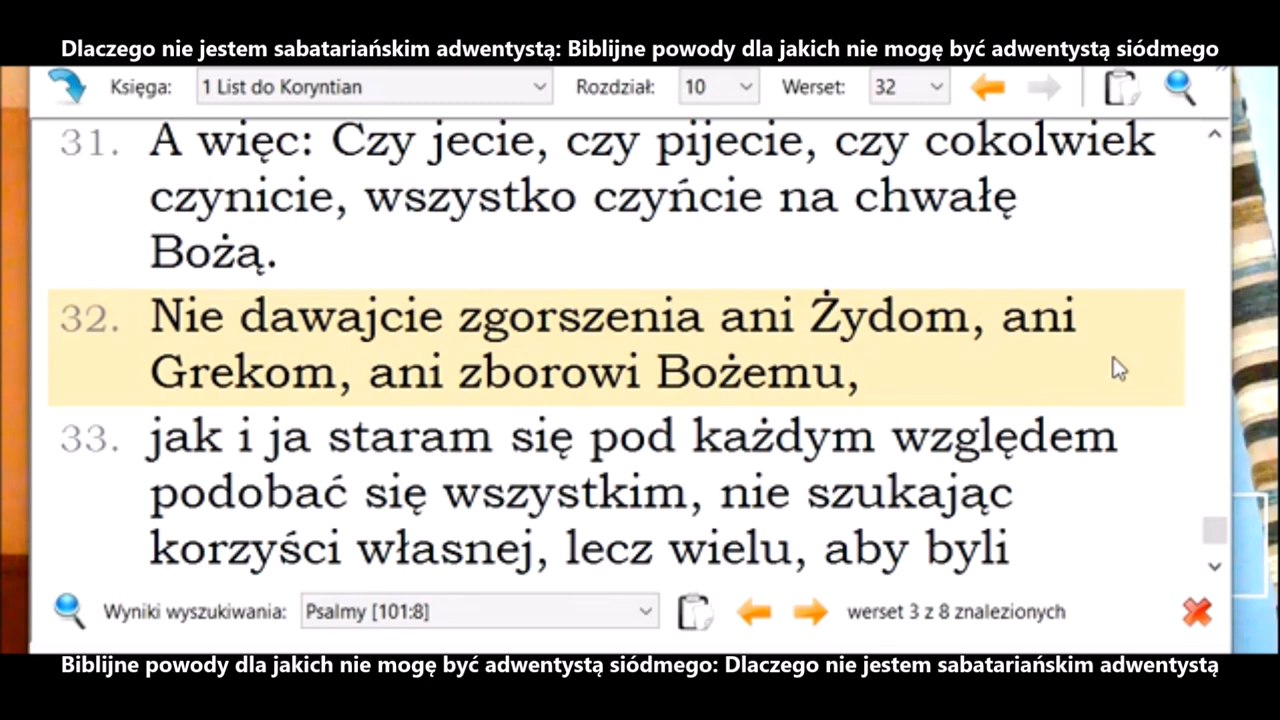 Dlaczego nie jestem sabatariańskim adwentystą: Biblijne powody dla jakich nie mogę być adwentystą siódmego
Księga: 1 List do Koryntian Rozdział: 10 Werset: 32
31. A więc: Czy jecie, czy pijecie, czy cokolwiek
czynicie, wszystko czyńcie na chwałę
Bożą.
32. Nie dawajcie zgorszenia ani Żydom, ani
Grekom, ani zborowi Bożemu,
33. jak i ja staram się pod każdym względem
podobać się wszystkim, nie szukając
korzyści własnej, lecz wielu, aby byli
Wyniki wyszukiwania: Psalmy [101:8] werset 3 z 8 znalezionych
Biblijne powody dla jakich nie mogę być adwentystą siódmego: Dlaczego nie jestem sabatariańskim adwentystą